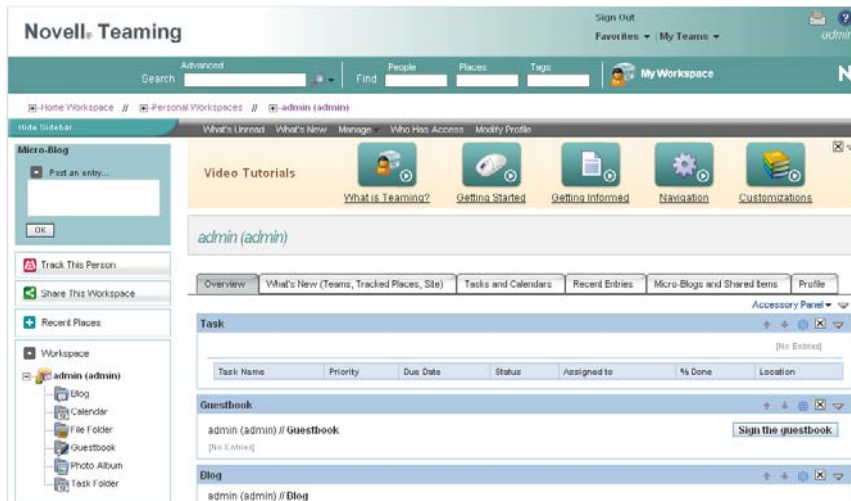 Novell® Teaming
Sign Out
Favorites My Teams
admin
Advanced
Search
Find
People
Places
Tags
My Workspace
N
Home Workspace // Personal Workspaces // admin (admin)
Hide Sidebar
What's Unread What's New Manage Who Has Access Modify Profile
Micro-Blog
Post an entry...
OK
Video Tutorials
What is Teaming?
Getting Started
Getting Informed
Navigation
Customizations
admin (admin)
Track This Person
Share This Workspace
Recent Places
Workspace
admin (admin)
Blog
Calendar
File Folder
Guestbook
Photo Album
Task Folder
Overview
What's New (Teams, Tracked Places, Site)
Tasks and Calendars
Recent Entries
Micro-Blogs and Shared Items
Profile
Accessory Panel
Task
[No Entries]
Task Name Priority Due Date Status Assigned to % Done Location
Guestbook
admin (admin) // Guestbook
Sign the guestbook
[No Entries]
Blog
admin (admin) // Blog